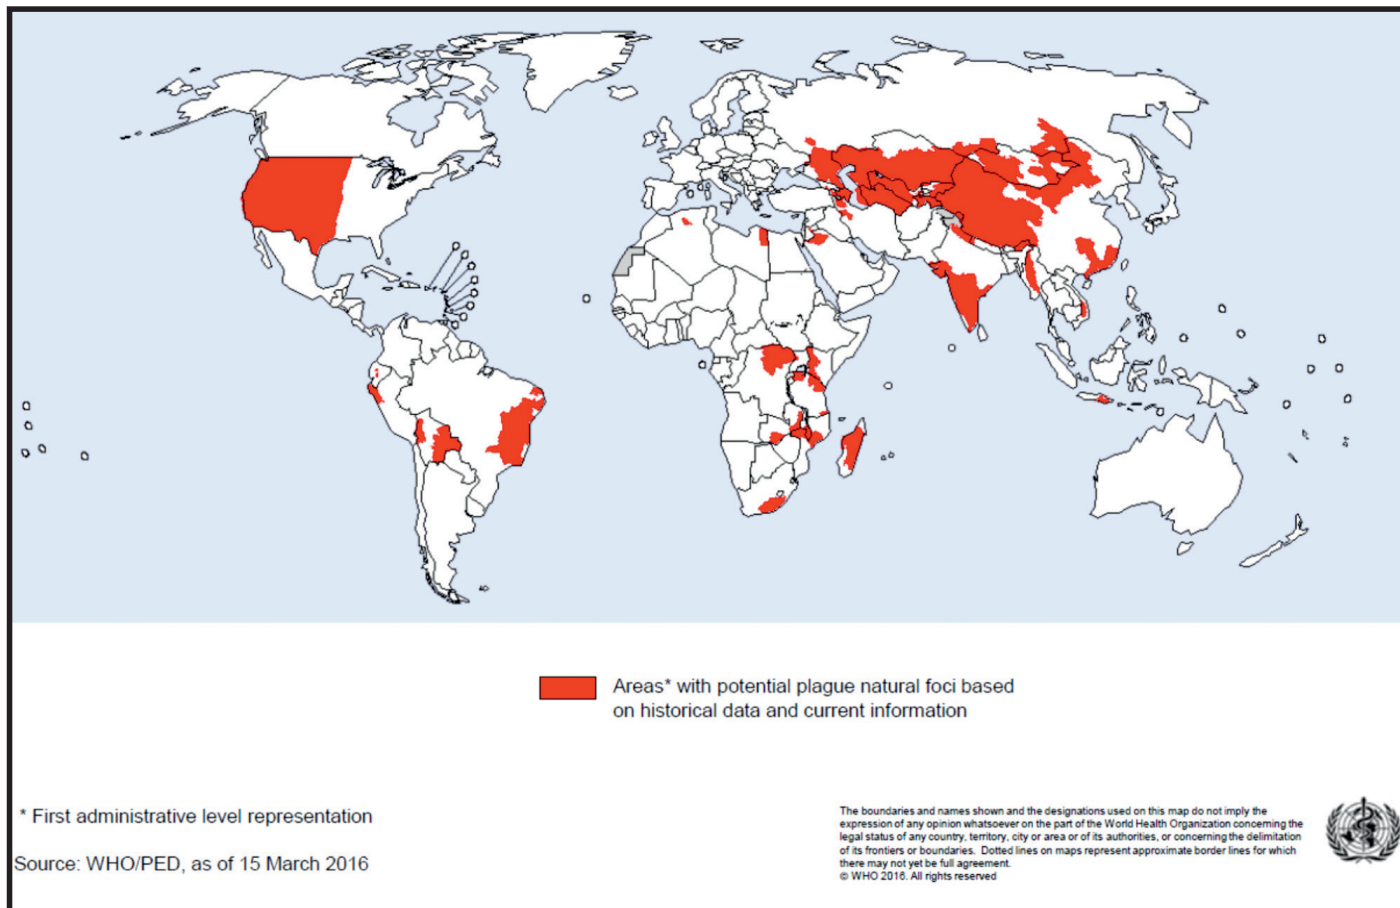 Areas* with potential plague natural foci based
on historical data and current information
* First administrative level representation
Source: WHO/PED, as of 15 March 2016
The boundaries and names shown and the designations used on this map do not imply the
expression of any opinion whatsoever on the part of the World Health Organization concerning the
legal status of any country, territory, city or area or of its authorities, or concerning the delimitation
of its frontiers or boundaries. Dotted lines on maps represent approximate border lines for which
there may not yet be full agreement.
© WHO 2016. All rights reserved